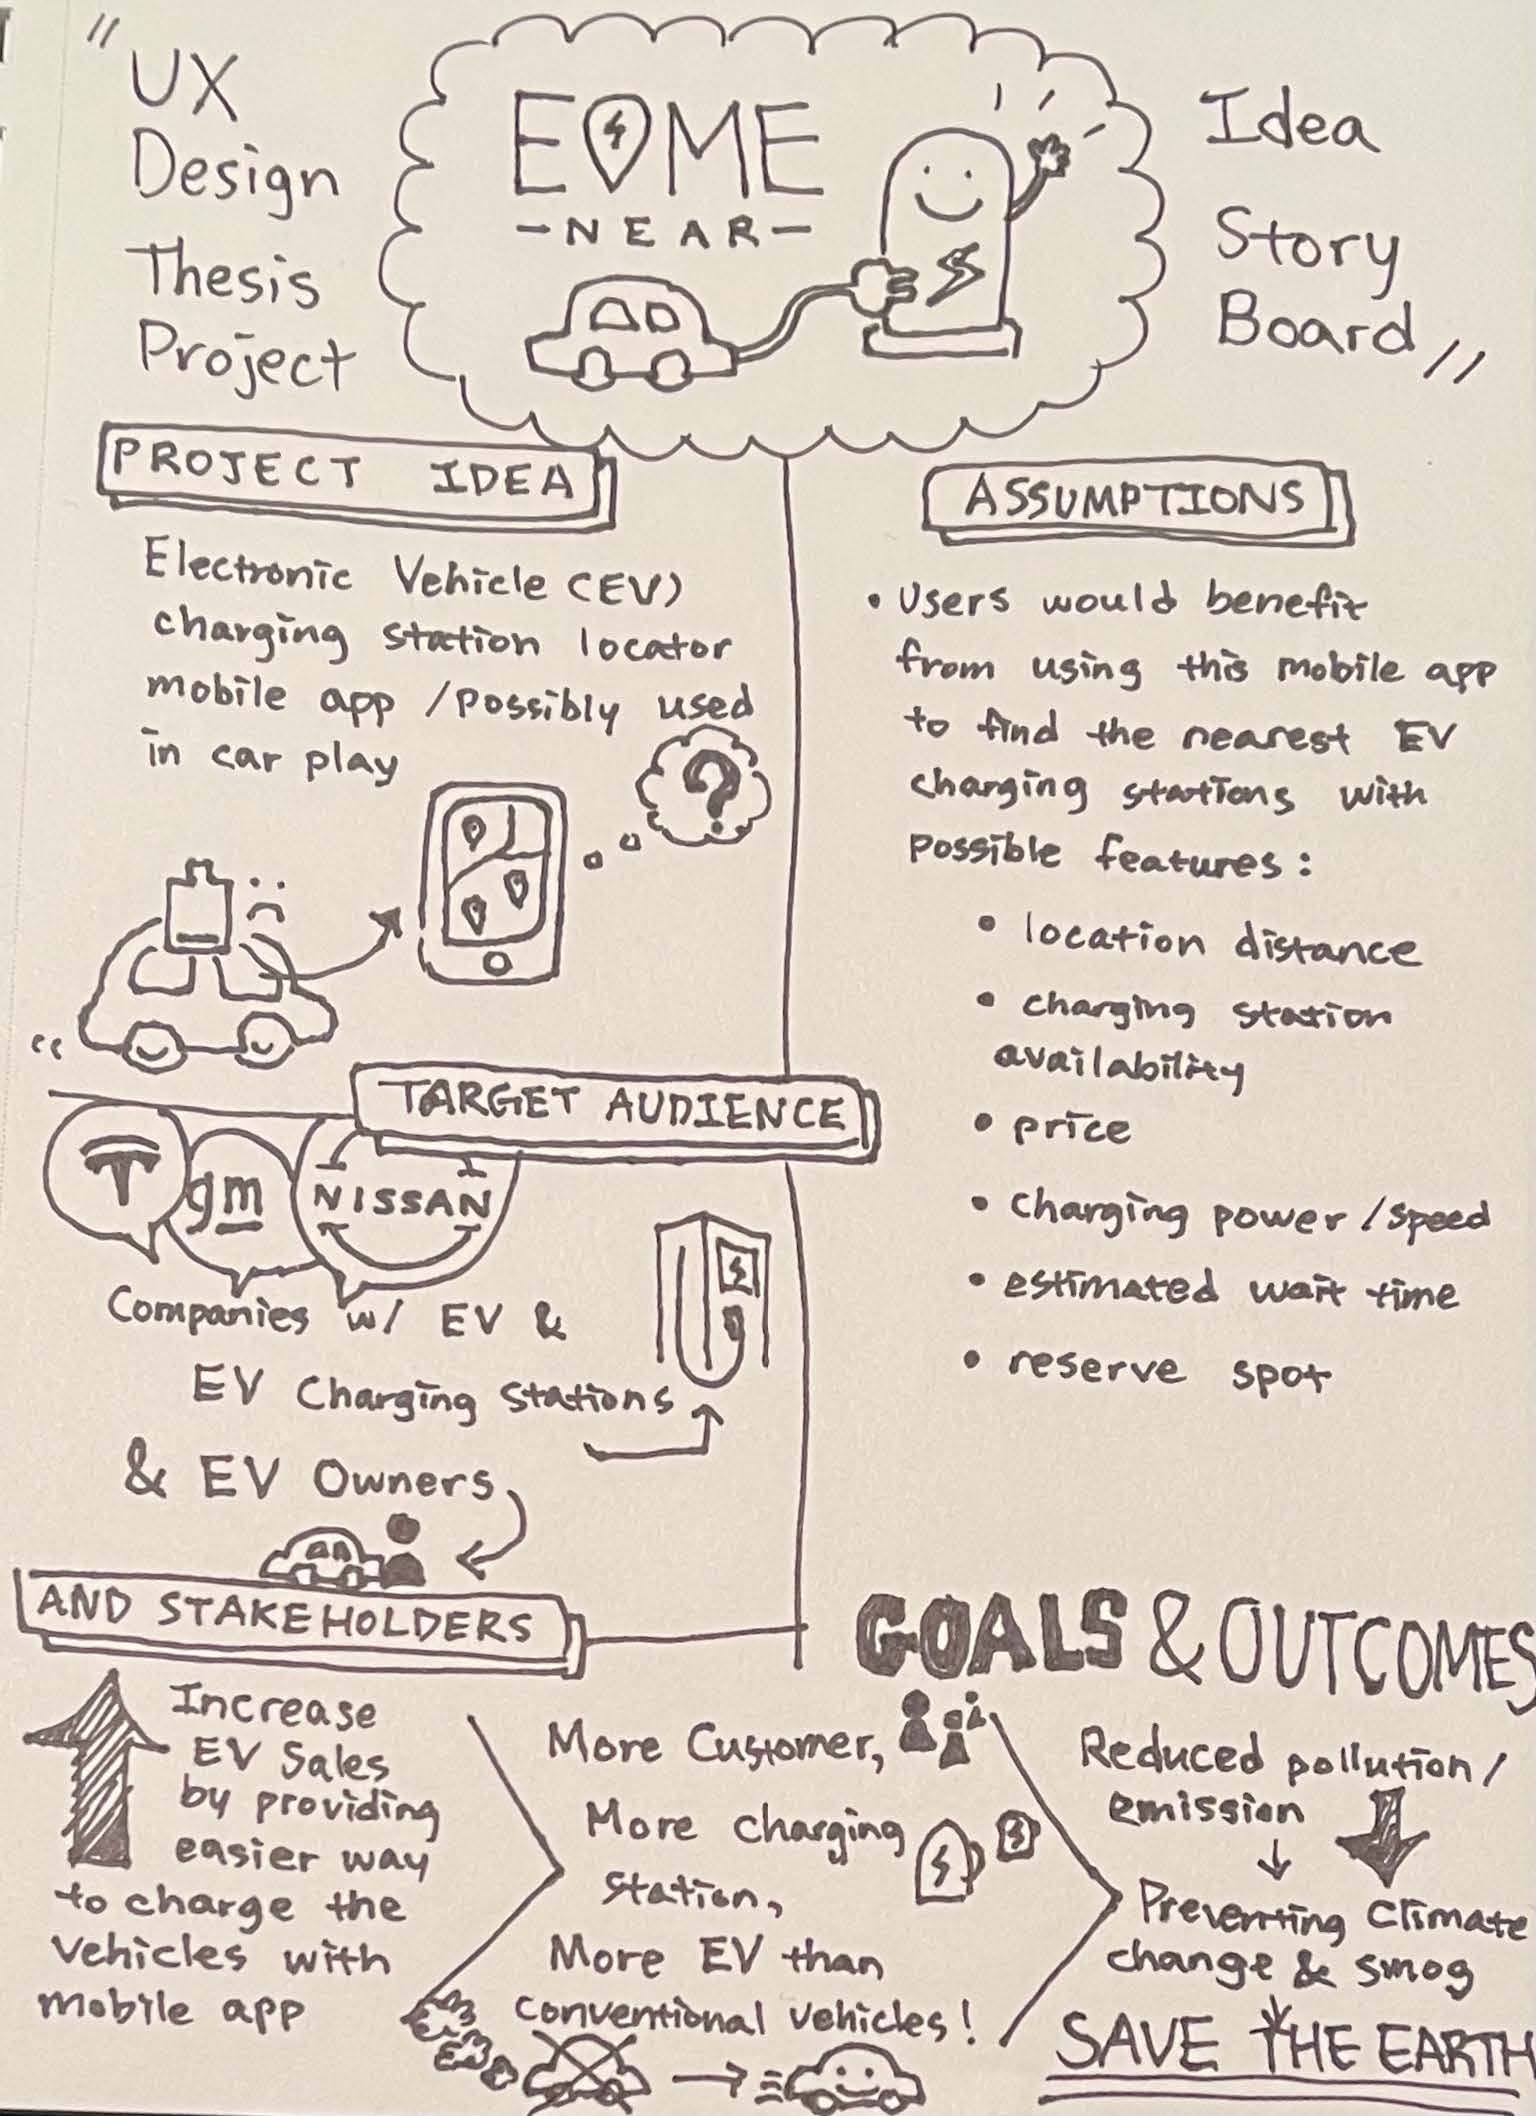 "UX
Design
Thesis
Project
EOME
-NEAR-
Idea
Story
Board"
PROJECT IDEA
Electronic Vehicle (EV)
charging station locator
mobile app / possibly used
in car play
?
TARGET AUDIENCE
T
gm
NISSAN
Companies w/ EV &
EV Charging Stations
& EV Owners
AND STAKEHOLDERS
ASSUMPTIONS
• Users would benefit
from using this mobile app
to find the nearest EV
charging stations with
possible features:
• location distance
• charging station
availability
• price
• charging power / speed
• estimated wait time
• reserve spot
GOALS & OUTCOMES
Increase
EV Sales
by providing
easier way
to charge the
vehicles with
mobile app
More Customer,
More charging
station,
More EV than
conventional vehicles!
Reduced pollution /
emission
Preventing climate
change & smog
SAVE THE EARTH